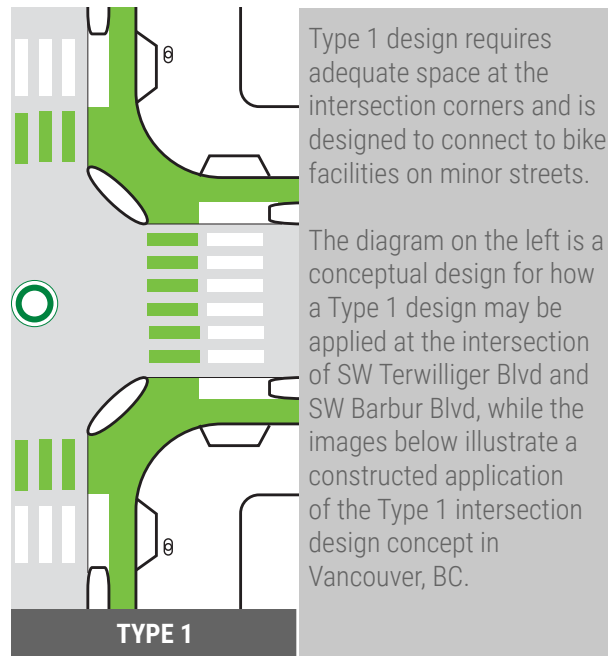 Type 1 design requires
adequate space at the
intersection corners and is
designed to connect to bike
facilities on minor streets.
The diagram on the left is a
conceptual design for how
a Type 1 design may be
applied at the intersection
of SW Terwilliger Blvd and
SW Barbur Blvd, while the
images below illustrate a
constructed application
of the Type 1 intersection
design concept in
Vancouver, BC.
TYPE 1